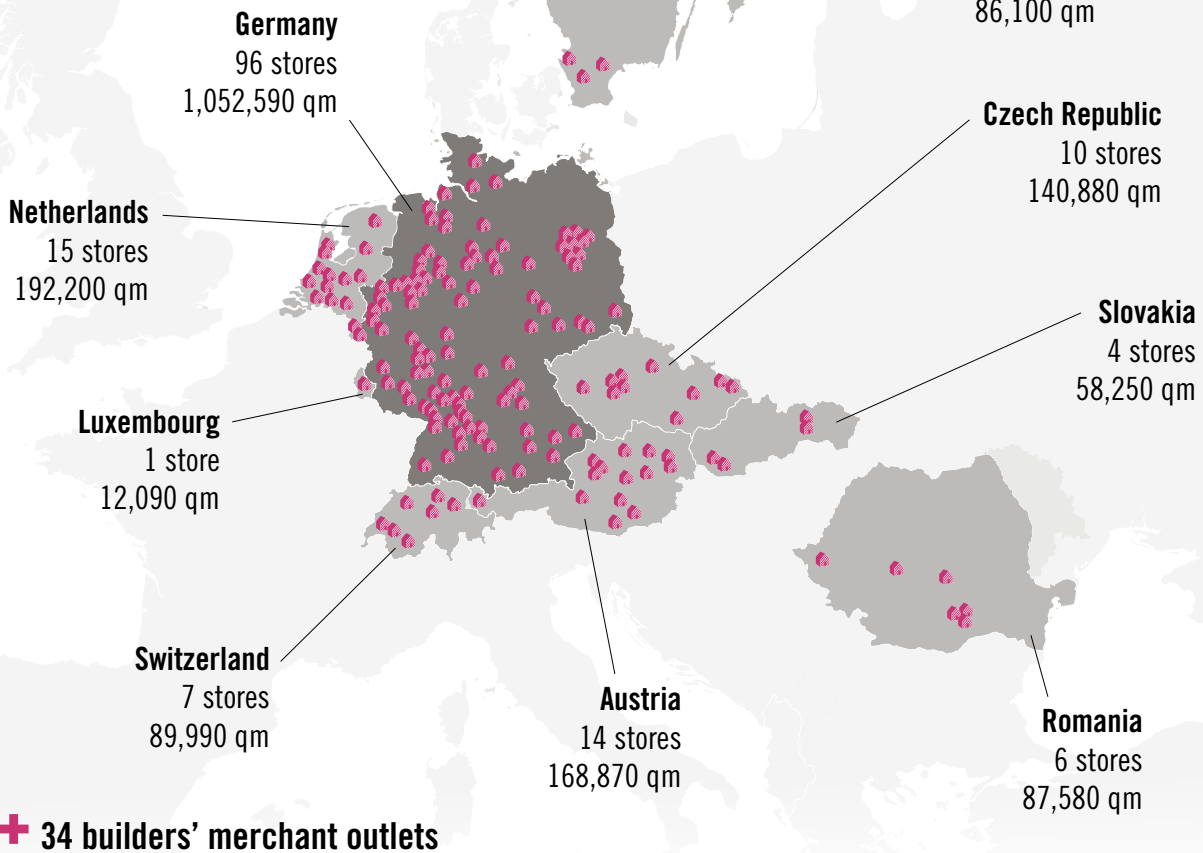 86,100 qm
Germany
96 stores
1,052,590 qm
Czech Republic
10 stores
140,880 qm
Netherlands
15 stores
192,200 qm
Slovakia
4 stores
58,250 qm
Luxembourg
1 store
12,090 qm
Switzerland
7 stores
89,990 qm
Austria
14 stores
168,870 qm
Romania
6 stores
87,580 qm
+ 34 builders’ merchant outlets